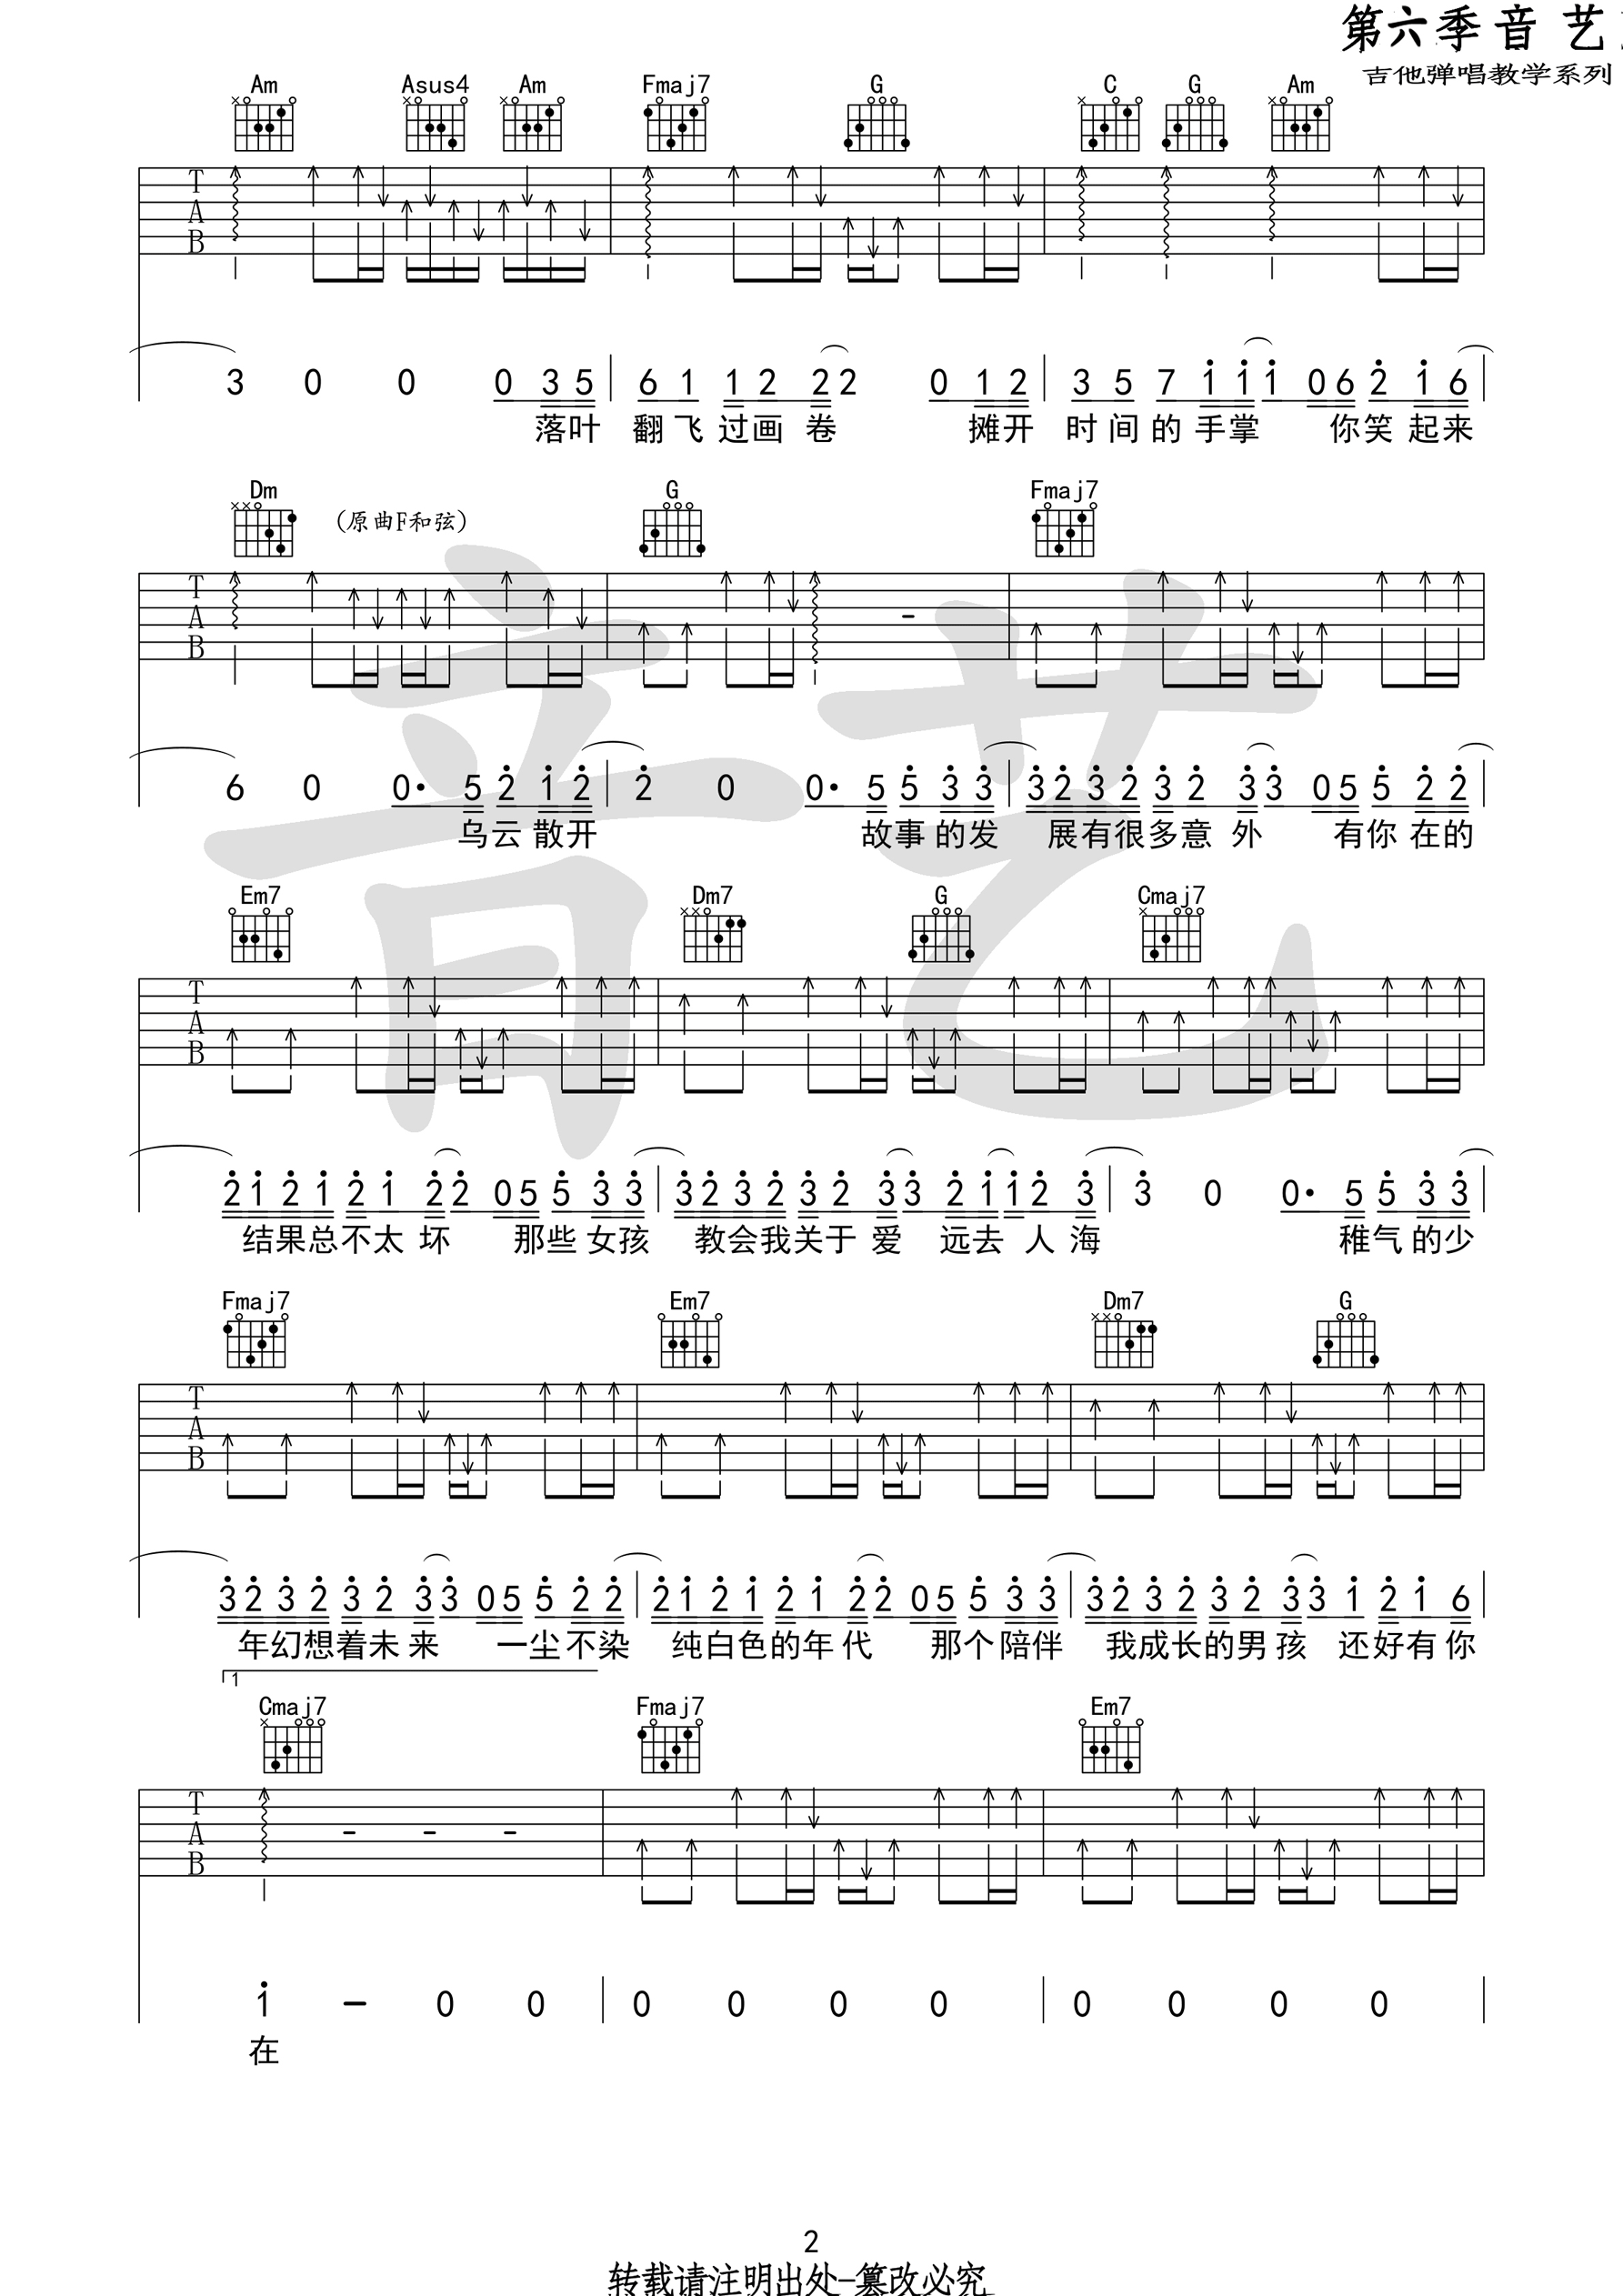 第六季音 艺
吉他弹唱教学系列
Am Asus4 Am Fmaj7 G C G Am
T
A
B
3 0 0 0 3 5 6 1 1 2 2 2 0 1 2 3 5 7 1 1 1 0 6 2 1 6
落叶 翻飞过画卷 摊开 时间的手掌 你笑起来
Dm (原曲F和弦) G Fmaj7
T
A
B
6 0 0· 5 2 1 2 2 0 0· 5 5 3 3 3 2 3 2 3 2 3 3 0 5 5 2 2
乌云散开 故事的发 展有很多意外 有你在的
Em7 Dm7 G Cmaj7
T
A
B
2 1 2 1 2 1 2 2 0 5 5 3 3 3 2 3 2 3 2 3 3 2 1 1 2 3 3 0 0· 5 5 3 3
结果总不太坏 那些女孩 教会我关于爱 远去人海 稚气的少
Fmaj7 Em7 Dm7 G
T
A
B
3 2 3 2 3 2 3 3 0 5 5 2 2 2 1 2 1 2 1 2 2 0 5 5 3 3 3 2 3 2 3 2 3 3 1 2 1 6
年幻想着未来 一尘不染 纯白色的年代 那个陪伴 我成长的男孩 还好有你
1
Cmaj7 Fmaj7 Em7
T
A
B
1 – 0 0 0 0 0 0 0 0 0 0
在
2
转载请注明出处-篡改必究